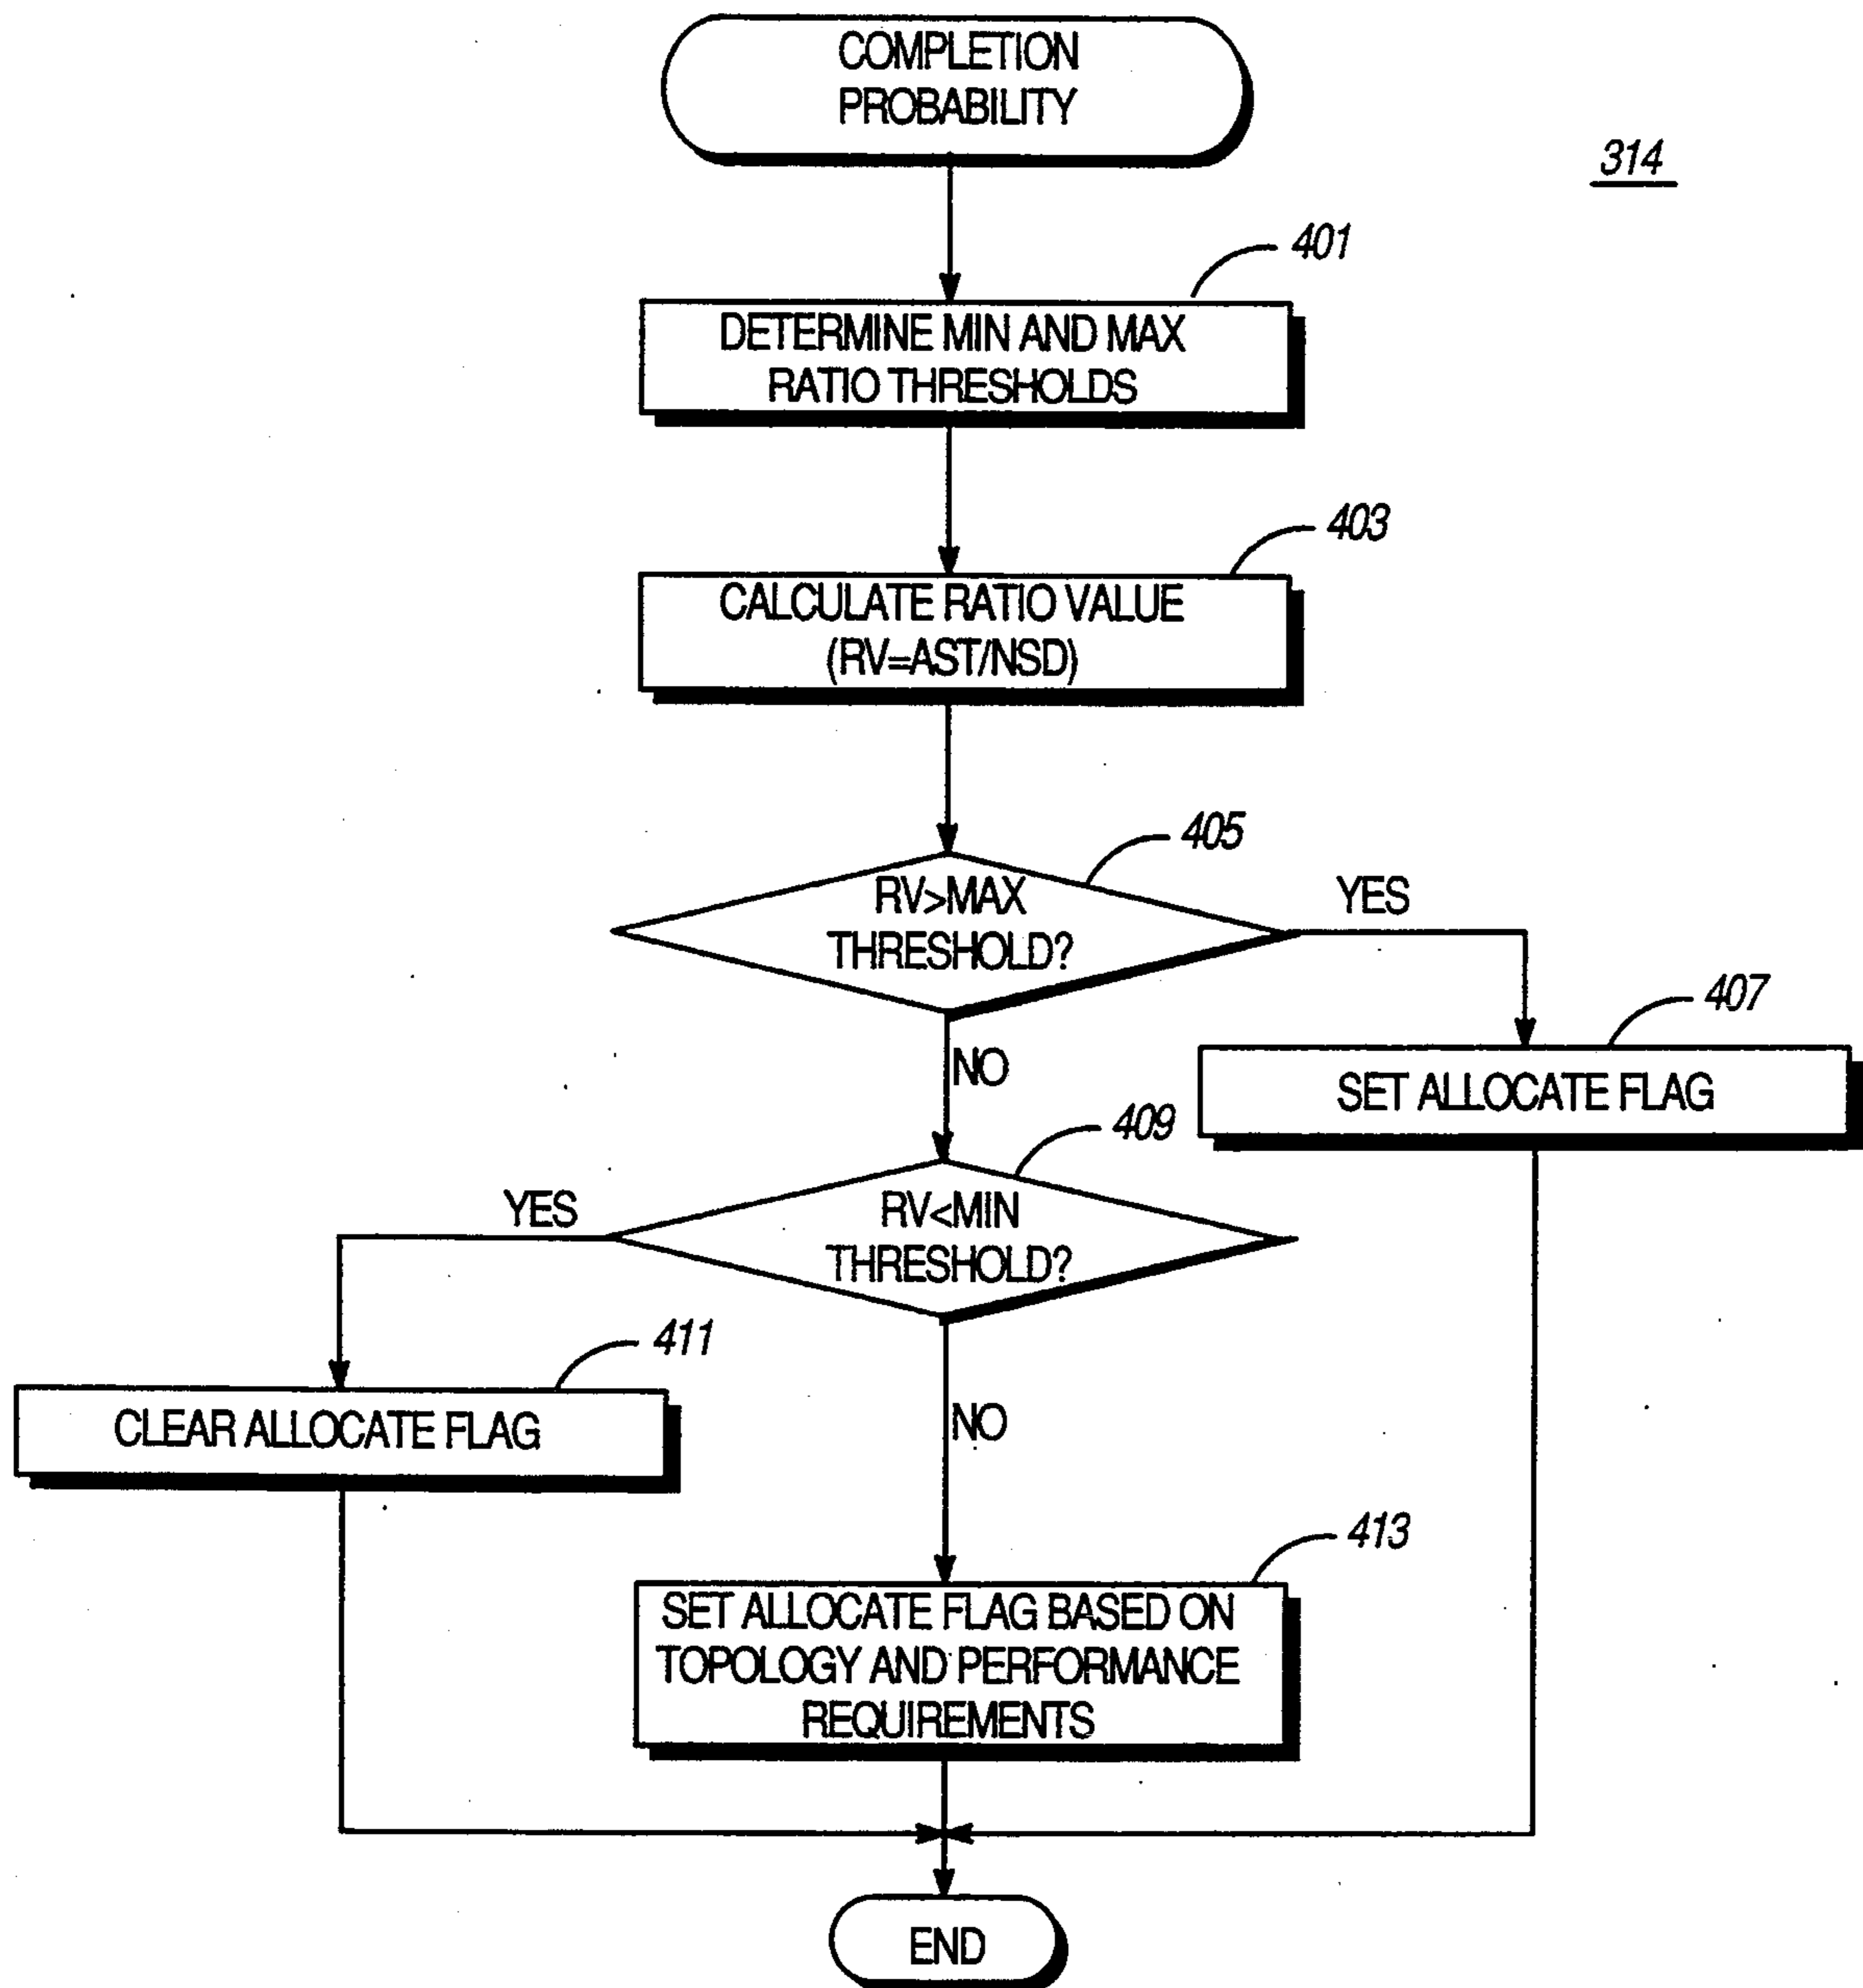 COMPLETION
PROBABILITY
314
401
DETERMINE MIN AND MAX
RATIO THRESHOLDS
403
CALCULATE RATIO VALUE
(RV=AST/NSD)
405
RV>MAX
THRESHOLD?
YES
NO
407
SET ALLOCATE FLAG
409
YES
RV<MIN
THRESHOLD?
411
CLEAR ALLOCATE FLAG
NO
413
SET ALLOCATE FLAG BASED ON
TOPOLOGY AND PERFORMANCE
REQUIREMENTS
END